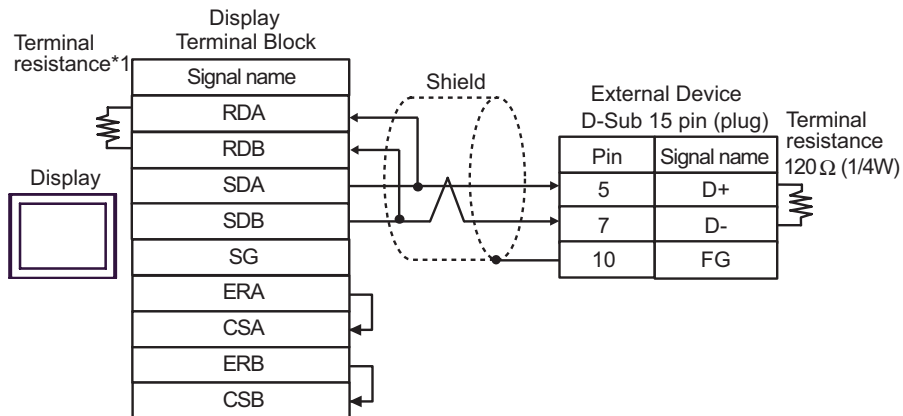 Display
Terminal Block
Terminal
resistance*1
Signal name
RDA
RDB
SDA
SDB
SG
ERA
CSA
ERB
CSB
Display
Shield
External Device
D-Sub 15 pin (plug)
Pin Signal name
5 D+
7 D-
10 FG
Terminal
resistance
120 Ω (1/4W)